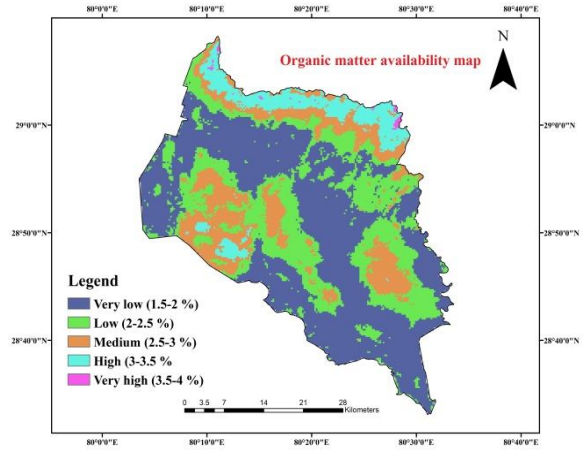 80°0'0"E 80°10'0"E 80°20'0"E 80°30'0"E 80°40'0"E
Organic matter availability map
N
29°0'0"N 29°0'0"N
28°50'0"N 28°50'0"N
Legend
Very low (1.5-2 %)
Low (2-2.5 %)
Medium (2.5-3 %)
High (3-3.5 %
Very high (3.5-4 %)
28°40'0"N 28°40'0"N
0 3.5 7 14 21 28
Kilometers
80°0'0"E 80°10'0"E 80°20'0"E 80°30'0"E 80°40'0"E